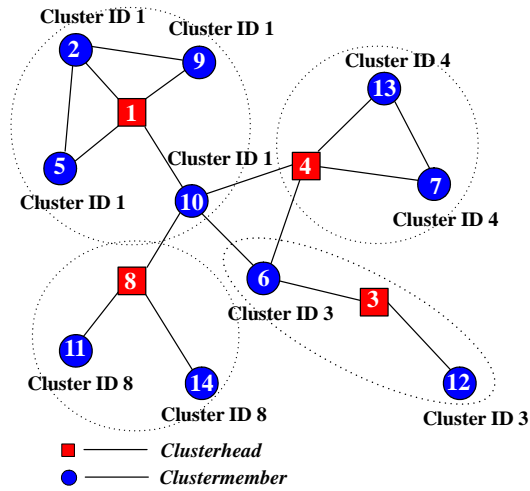 Cluster ID 1
Cluster ID 1
2
9
Cluster ID 4
13
1
Cluster ID 1
5
4
7
Cluster ID 1
10
Cluster ID 4
8
6
3
Cluster ID 3
11
14
12
Cluster ID 8
Cluster ID 8
Cluster ID 3
Clusterhead
Clustermember